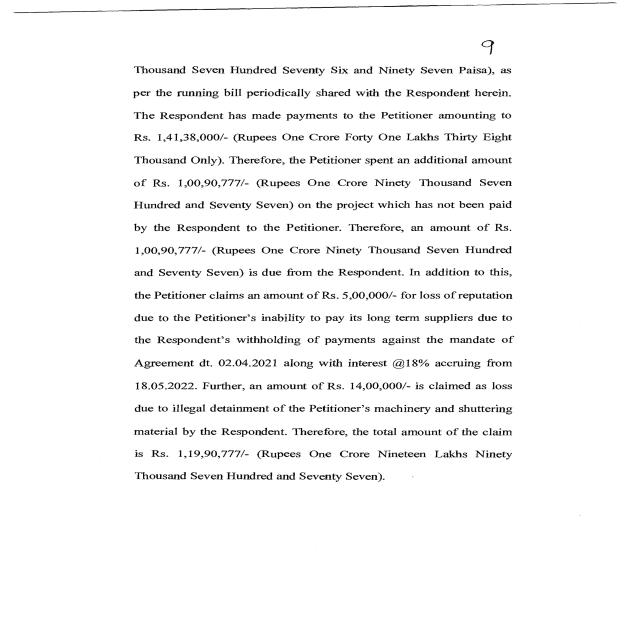 9
Thousand Seven Hundred Seventy Six and Ninety Seven Paisa), as
per the running bill periodically shared with the Respondent herein.
The Respondent has made payments to the Petitioner amounting to
Rs. 1,41,38,000/- (Rupees One Crore Forty One Lakhs Thirty Eight
Thousand Only). Therefore, the Petitioner spent an additional amount
of Rs. 1,00,90,777/- (Rupees One Crore Ninety Thousand Seven
Hundred and Seventy Seven) on the project which has not been paid
by the Respondent to the Petitioner. Therefore, an amount of Rs.
1,00,90,777/- (Rupees One Crore Ninety Thousand Seven Hundred
and Seventy Seven) is due from the Respondent. In addition to this,
the Petitioner claims an amount of Rs. 5,00,000/- for loss of reputation
due to the Petitioner's inability to pay its long term suppliers due to
the Respondent's withholding of payments against the mandate of
Agreement dt. 02.04.2021 along with interest @18% accruing from
18.05.2022. Further, an amount of Rs. 14,00,000/- is claimed as loss
due to illegal detainment of the Petitioner's machinery and shuttering
material by the Respondent. Therefore, the total amount of the claim
is Rs. 1,19,90,777/- (Rupees One Crore Nineteen Lakhs Ninety
Thousand Seven Hundred and Seventy Seven).